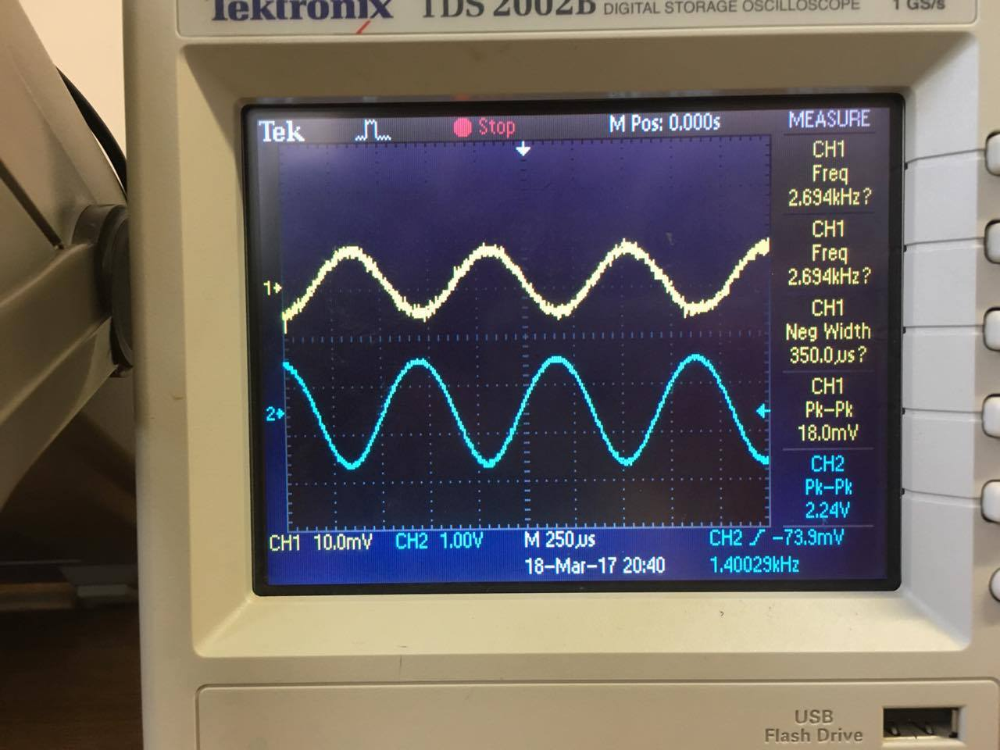 Tektronix TDS 2002B DIGITAL STORAGE OSCILLOSCOPE 1 GS/s
Tek Stop M Pos: 0.000s MEASURE
CH1
Freq
2.694kHz?
CH1
Freq
2.694kHz?
CH1
Neg Width
350.0µs?
CH1
Pk-Pk
18.0mV
CH2
Pk-Pk
2.24V
1
2
CH1 10.0mV CH2 1.00V M 250µs CH2 -73.9mV
18-Mar-17 20:40 1.40029kHz
USB
Flash Drive